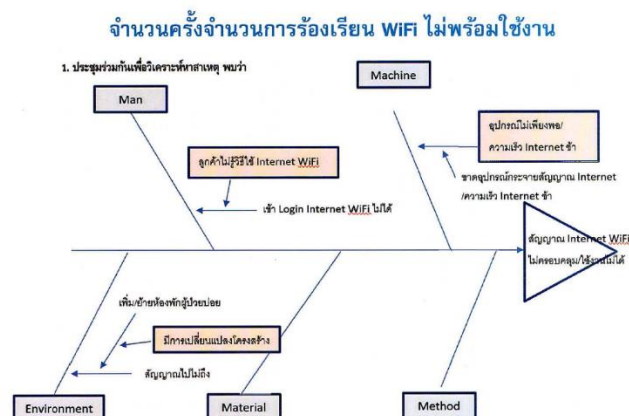 จำนวนครั้งจำนวนการร้องเรียน WiFi ไม่พร้อมใช้งาน
1. ประชุมร่วมกันเพื่อวิเคราะห์หาสาเหตุ พบว่า
Man
Machine
ลูกค้าไม่รู้วิธีใช้ Internet WiFi
เข้า Login Internet WiFi ไม่ได้
อุปกรณ์ไม่เพียงพอ/
ความเร็ว Internet ช้า
ขาดอุปกรณ์กระจายสัญญาณ Internet
/ความเร็ว Internet ช้า
สัญญาณ Internet WiFi
ไม่ครอบคลุม/ใช้งานไม่ได้
เพิ่ม/ย้ายห้องพักผู้ป่วยบ่อย
มีการเปลี่ยนแปลงโครงสร้าง
สัญญาณไปไม่ถึง
Environment
Material
Method